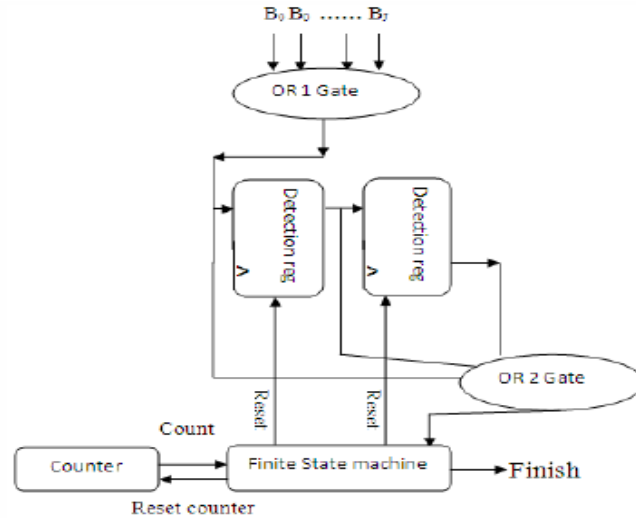 B₀ B₀ ...... B₇
OR 1 Gate
Detection reg
Detection reg
OR 2 Gate
Reset
Reset
Count
Counter
Finite State machine
Finish
Reset counter